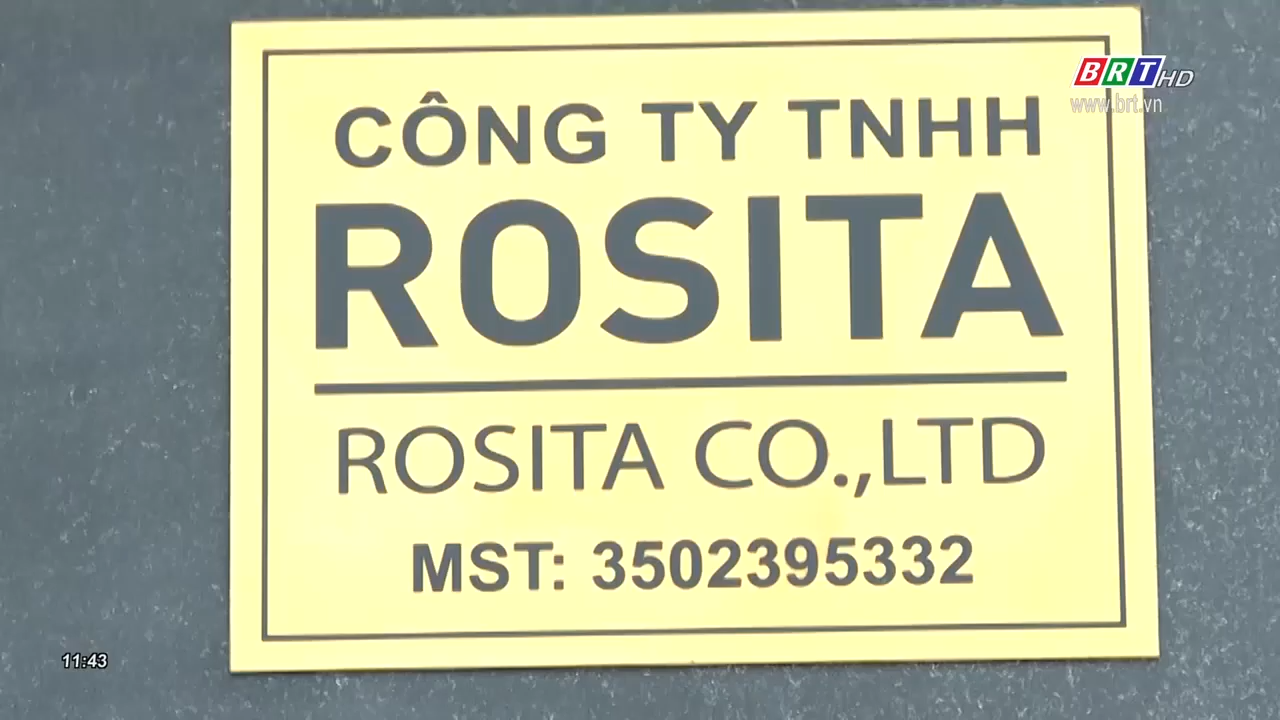 BRT HD
www.brt.vn
CÔNG TY TNHH
ROSITA
ROSITA CO.,LTD
MST: 3502395332
11:43